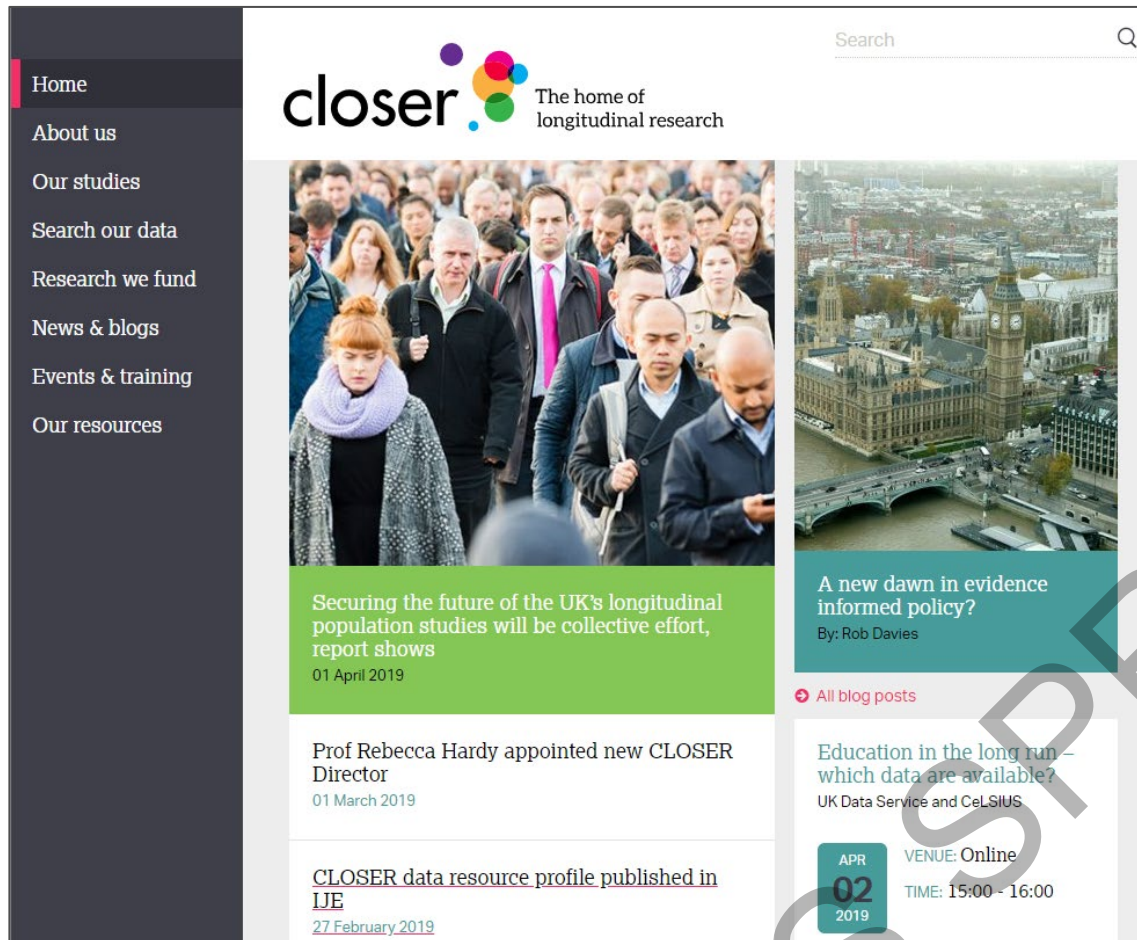 Home
About us
Our studies
Search our data
Research we fund
News & blogs
Events & training
Our resources
Search
closer
The home of
longitudinal research
Securing the future of the UK's longitudinal
population studies will be collective effort,
report shows
01 April 2019
Prof Rebecca Hardy appointed new CLOSER
Director
01 March 2019
CLOSER data resource profile published in
IJE
27 February 2019
A new dawn in evidence
informed policy?
By: Rob Davies
All blog posts
Education in the long run –
which data are available?
UK Data Service and CeLSIUS
APR
02
2019
VENUE: Online
TIME: 15:00 - 16:00